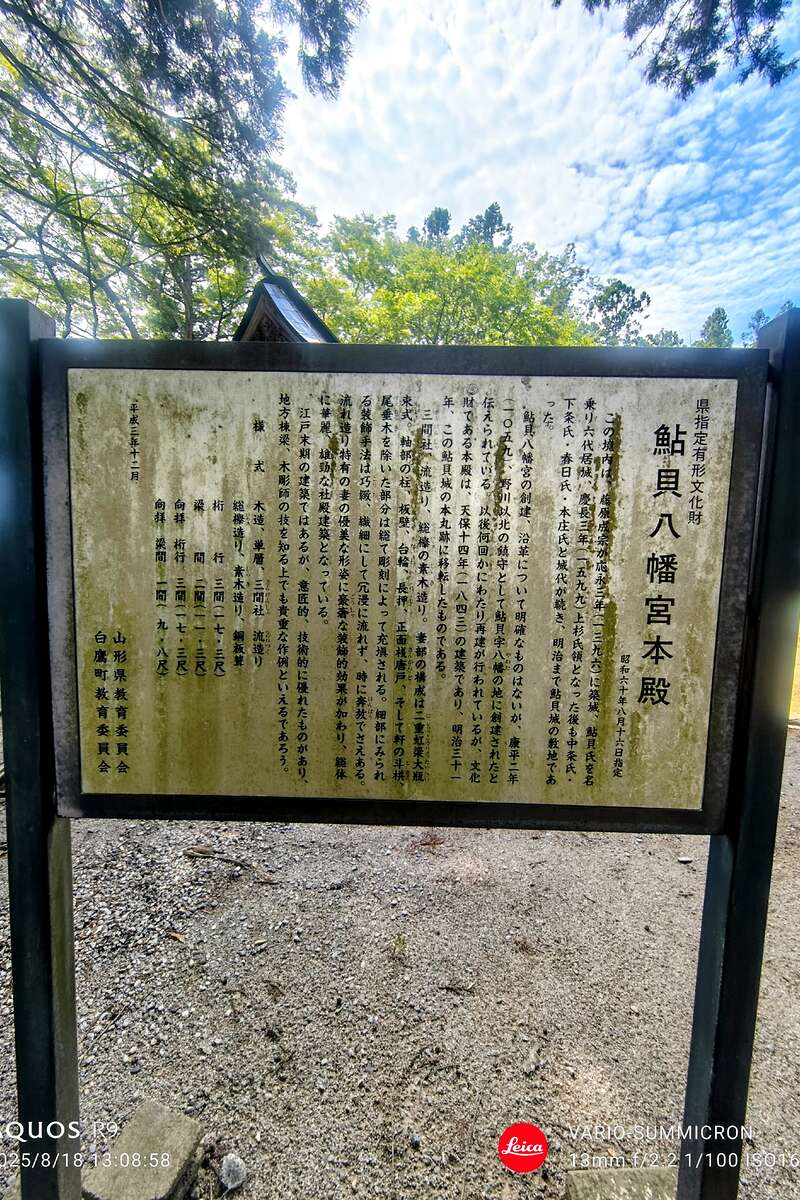 県指定有形文化財
鮎貝八幡宮本殿
昭和六十年八月十六日指定
この境内は、藤原成宗が応永三年(一三九六)に築城、鮎貝氏を名
乗り六代居城、慶長三年(一五九九)上杉氏領となった後も中条氏・
下条氏・春日氏・本庄氏と城代が続き、明治まで鮎貝城の敷地であ
った。
鮎貝八幡宮の創建、沿革について明確なものはないが、康平二年
(一〇五九)、野川以北の鎮守として鮎貝字八幡の地に創建されたと
伝えられている。以後何回かにわたり再建が行われているが、文化
財である本殿は、天保十四年(一八四三)の建築であり、明治三十一
年、この鮎貝城の本丸跡に移転したものである。
三間社、流造り、総欅の素木造り。妻部の構成は二重虹梁大瓶
束式、軸部の柱、板壁、台輪、長押、正面桟唐戸、そして軒の斗栱、
尾垂木を除いた部分は総て彫刻によって充填される。細部にみられ
る装飾手法は巧緻、繊細にして冗漫に流れず、時に奔放でさえある。
流れ造り特有の妻の優美な形姿に豪奢な装飾的効果が加わり、総体
に華麗、雄勁な社殿建築となっている。
江戸末期の建築ではあるが、意匠的、技術的に優れたものがあり、
地方棟梁、木彫師の技を知る上でも貴重な作例といえるであろう。
様式 木造、単層、三間社 流造り
総欅造り、素木造り、銅板葺
桁行 三間(一七・三尺)
梁間 二間(一一・三尺)
向拝 桁行 三間(一七・三尺)
向拝 梁間 一間(九・八尺)
平成三年十二月
山形県教育委員会
白鷹町教育委員会
AQUOS R9
025/8/18 13:08:58
Leica
VARIO-SUMMICRON
13mm f/2.2 1/100 ISO16